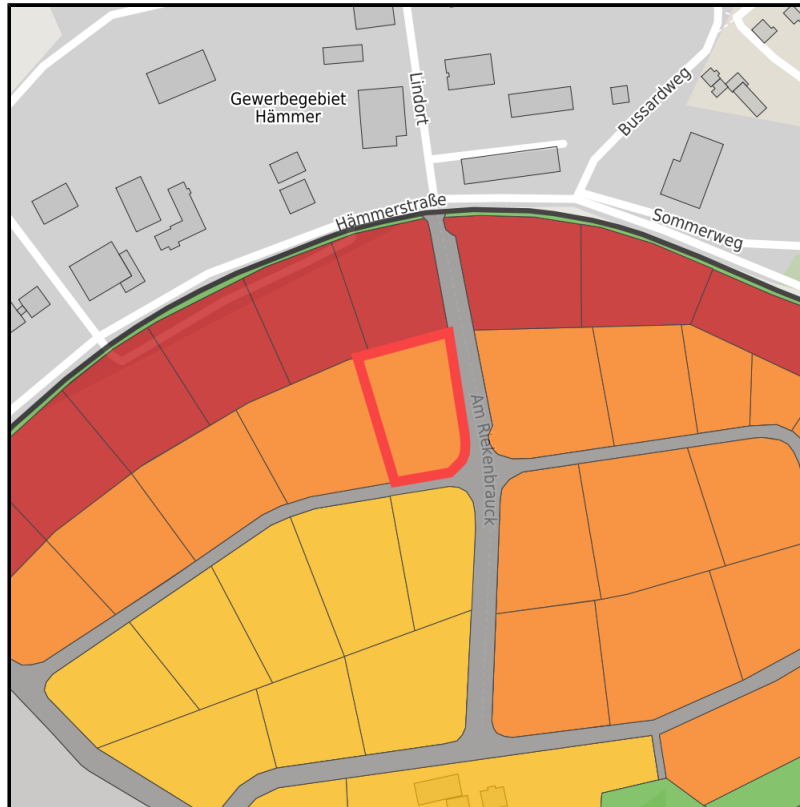 Lindort
Gewerbegebiet
Hämmer
Bussardweg
Hämmerstraße
Sommerweg
Am Riekenbrauck